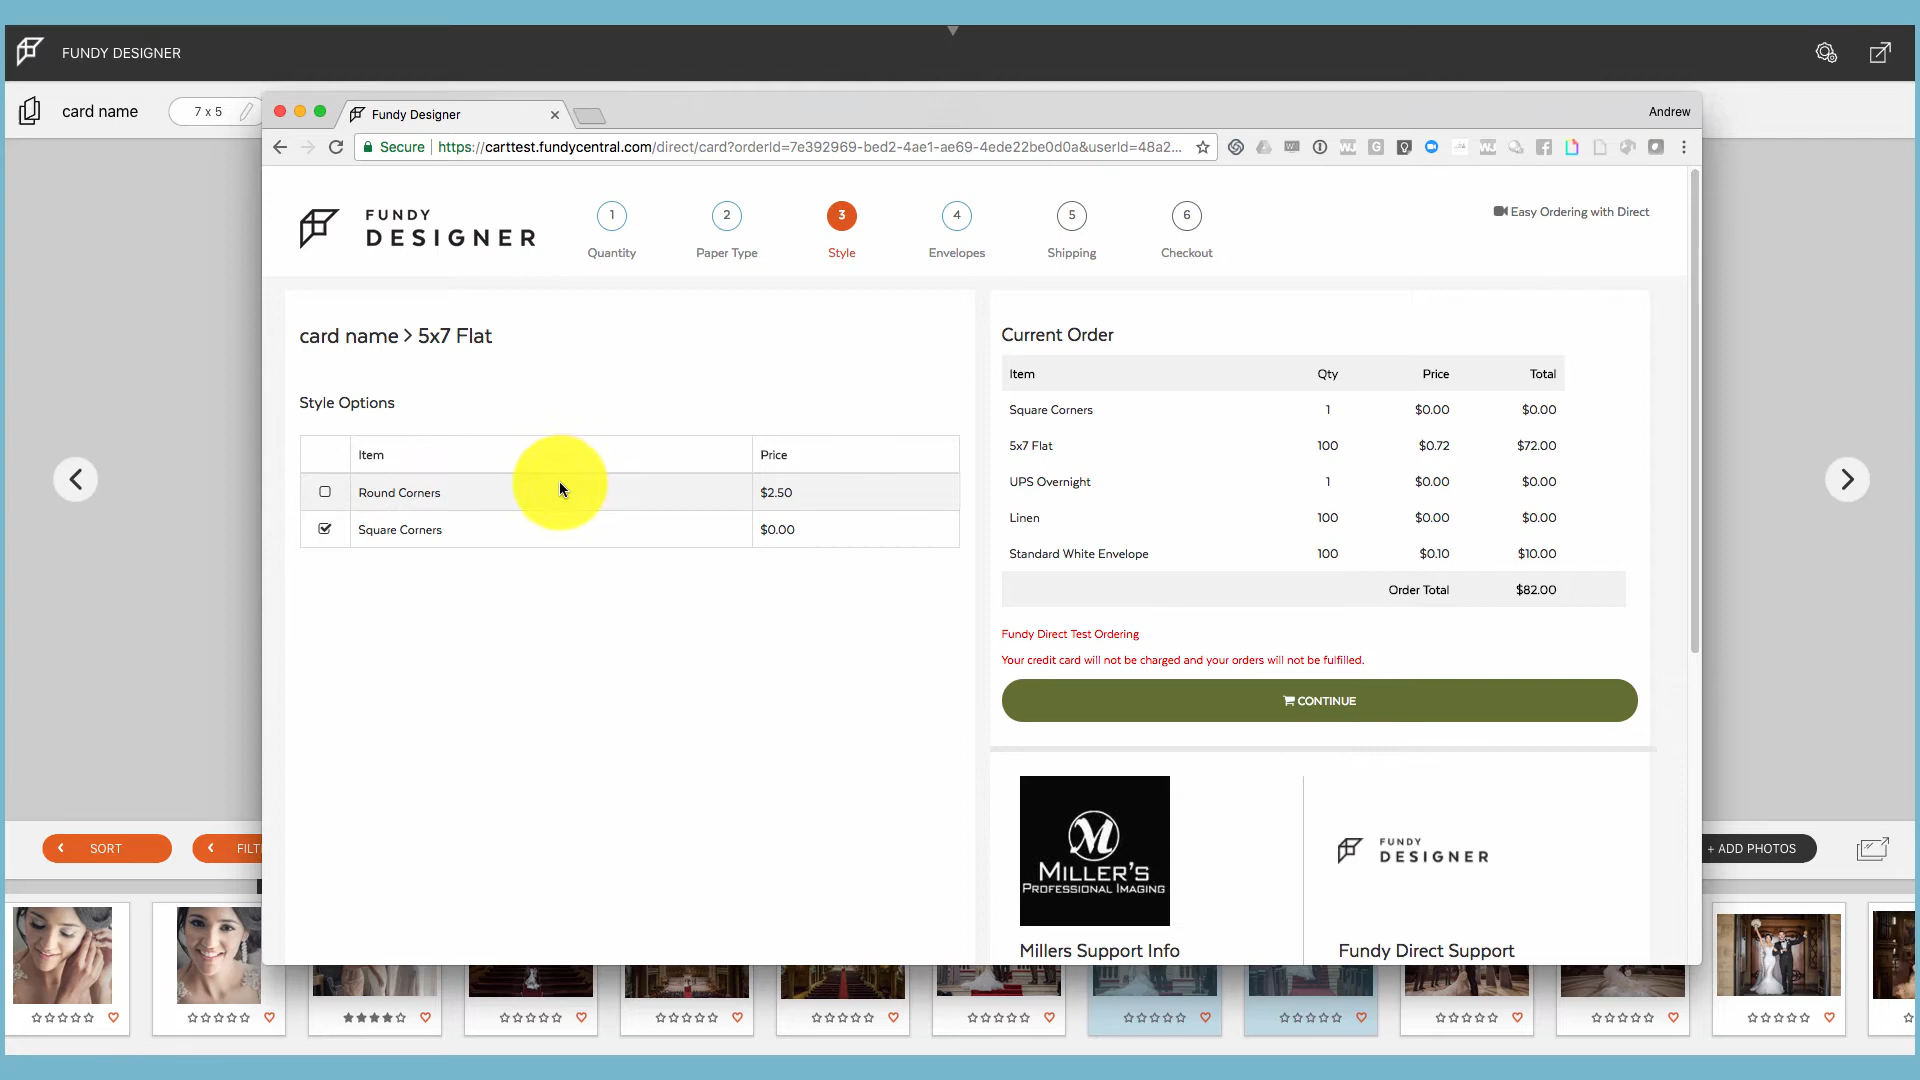 FUNDY DESIGNER
card name
7 x 5
Fundy Designer
Andrew
Secure
https://carttest.fundycentral.com/direct/card?orderId=7e392969-bed2-4ae1-ae69-4ede22be0d0a&userId=48a2...
FUNDY
DESIGNER
1
2
3
4
5
6
Quantity
Paper Type
Style
Envelopes
Shipping
Checkout
Easy Ordering with Direct
card name > 5x7 Flat
Style Options
Item Price
Round Corners $2.50
Square Corners $0.00
Current Order
Item Qty Price Total
Square Corners 1 $0.00 $0.00
5x7 Flat 100 $0.72 $72.00
UPS Overnight 1 $0.00 $0.00
Linen 100 $0.00 $0.00
Standard White Envelope 100 $0.10 $10.00
Order Total $82.00
Fundy Direct Test Ordering
Your credit card will not be charged and your orders will not be fulfilled.
CONTINUE
M
MILLER'S
PROFESSIONAL IMAGING
FUNDY
DESIGNER
Millers Support Info
Fundy Direct Support
SORT
FILT
+ ADD PHOTOS